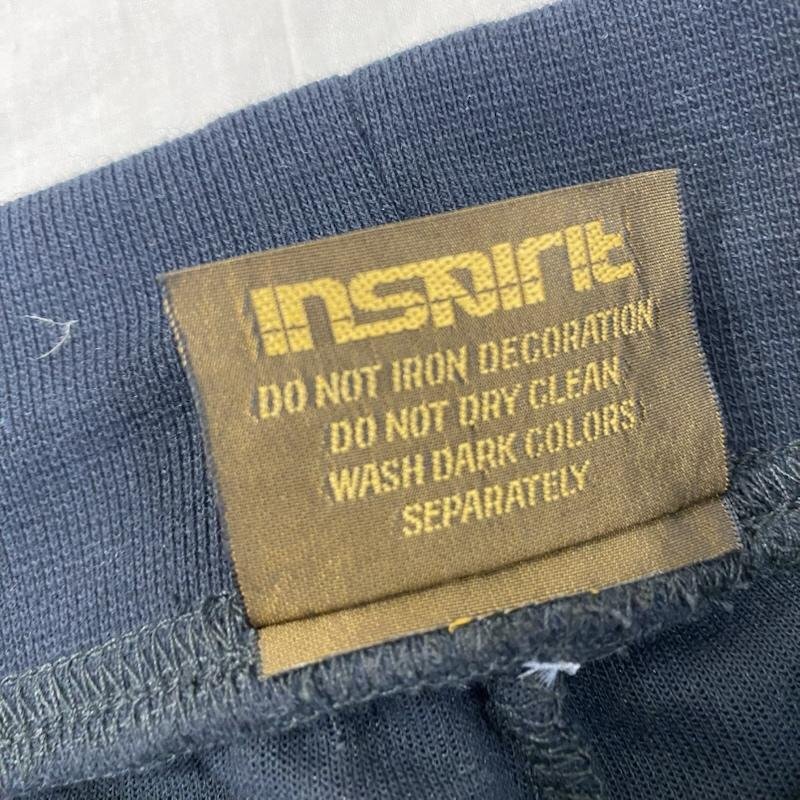 Inspirit
DO NOT IRON DECORATION
DO NOT DRY CLEAN
WASH DARK COLORS
SEPARATELY